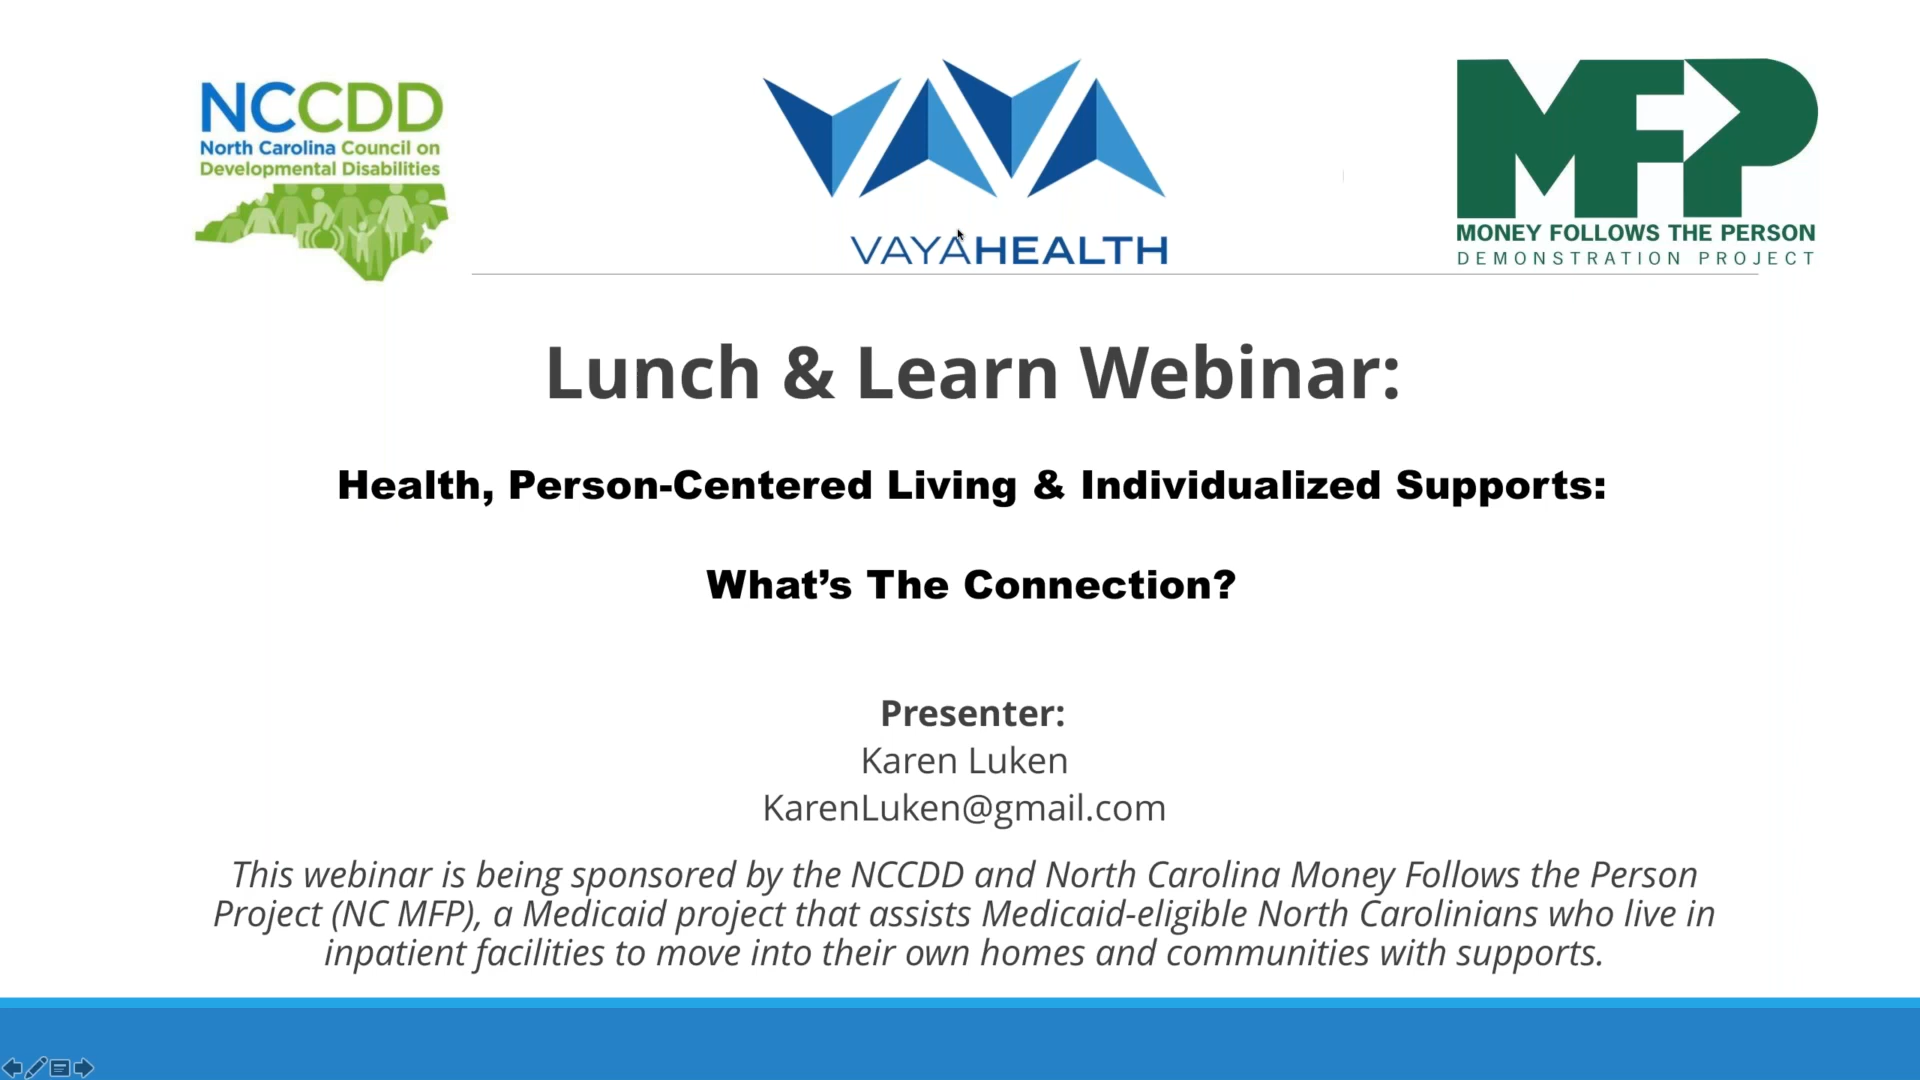 NCCDD
North Carolina Council on
Developmental Disabilities
VAYA
VAYAHEALTH
MFP
MONEY FOLLOWS THE PERSON
DEMONSTRATION PROJECT
Lunch & Learn Webinar:
Health, Person-Centered Living & Individualized Supports:
What’s The Connection?
Presenter:
Karen Luken
KarenLuken@gmail.com
This webinar is being sponsored by the NCCDD and North Carolina Money Follows the Person
Project (NC MFP), a Medicaid project that assists Medicaid-eligible North Carolinians who live in
inpatient facilities to move into their own homes and communities with supports.